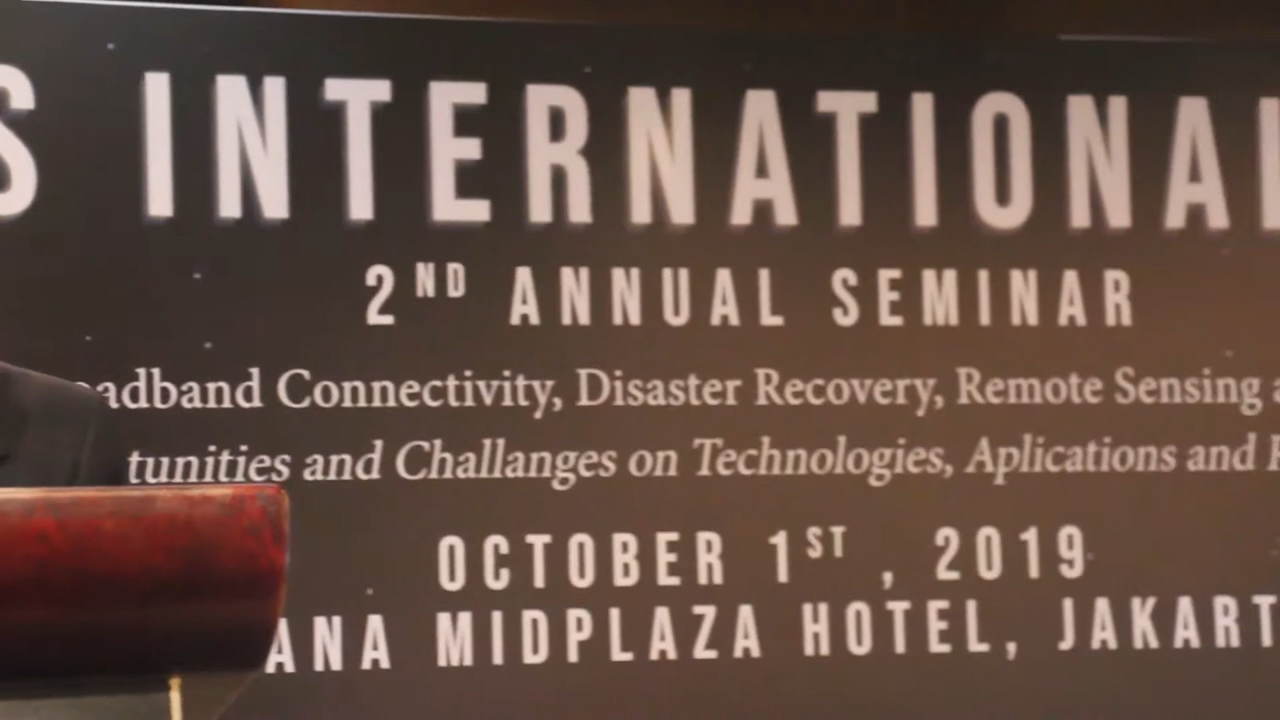 S INTERNATIONAL
2ND ANNUAL SEMINAR
adband Connectivity, Disaster Recovery, Remote Sensing
tunities and Challanges on Technologies, Aplications and
OCTOBER 1ST , 2019
ANA MIDPLAZA HOTEL, JAKART